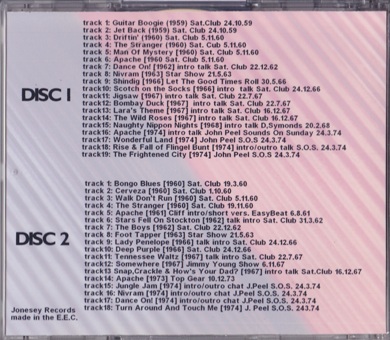 DISC 1
track 1: Guitar Boogie (1959) Sat.Club 24.10.59
track 2: Jet Back (1959) Sat.Club 24.10.59
track 3: Driftin' (1960) Sat.Club 5.11.60
track 4: The Stranger (1960) Sat. Cub 5.11.60
track 5: Man Of Mystery [1960] Sat.Club 5.11.60
track 6: Apache [1960 Sat.Club 5.11.60
track 7: Dance On! [1962] intro talk Sat.Club 22.12.62
track 8: Nivram [1963] Star Show 21.5.63
track 9: Shindig [1966] Let The Good Times Roll 30.5.66
track10: Scotch on the Socks [1966] intro talk Sat.Club 24.12.66
track11: Jigsaw [1967] intro talk Sat.Club 22.7.67
track12: Bombay Duck [1967] intro Sat.Club 22.7.67
track13: Lara's Theme [1967] intro talk Sat.Club 16.12.67
track14: The Wild Roses [1967] intro Sat.Club 16.12.67
track15: Naughty Nippon Nights [1968] intro talk D,Symonds 20.2.68
track16: Apache [1974] intro talk John Peel Sounds On Sunday 24.3.74
track17: Wonderful Land [1974] John Peel S.O.S 24.3.74
track18: Rise & Fall of Flingel Bunt [1974] intro/outro talk S.O.S 24.3.74
track19: The Frightened City [1974] John Peel S.O.S. 24.3.74
DISC 2
track 1: Bongo Blues [1960] Sat. Club 19.3.60
track 2: Cerveza [1960] Sat. Club 1.10.60
track 3: Walk Don't Run [1960] Sat.Club 5.11.60
track 4: The Stranger [1960] Sat.Club 19.11.60
track 5: Apache [1961] Cliff intro/short vers. EasyBeat 6.8.61
track 6: Stars Fell On Stockton [1962] talk intro Sat. Club 31.3.62
track 7: The Boys [1962] Sat.Club 22.12.62
track 8: Foot Tapper [1963] Star Show 21.5.63
track 9: Lady Penelope [1966] talk intro Sat. Club 24.12.66
track10: Deep Purple [1966] Sat.Club 24.12.66
track11: Tennessee Waltz [1967] talk intro Sat.Club 22.7.67
track12: Somewhere [1967] Jimmy Young Show 6.11.67
track13 Snap,Crackle & How's Your Dad? [1967] intro talk Sat.Club 16.12.67
track14: Apache [1973] Top Gear 10.12.73
track15: Jungle Jam [1974] intro/outro chat J.Peel S.O.S. 24.3.74
track 16: Nivram [1974] intro chat J.Peel S.O.S. 24.3.74
track17: Dance On! [1974] intro/outro chat J.Peel S.O.S 24.3.74
track18: Turn Around And Touch Me [1974] J. Peel S.O.S 243.74
Jonesey Records
made in the E.E.C.